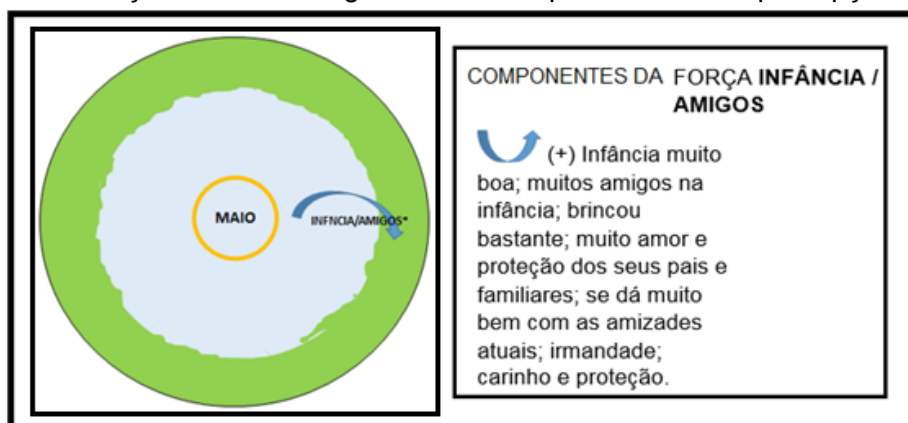 MAIO
INFNCIA/AMIGOS*
COMPONENTES DA FORÇA INFÂNCIA /
AMIGOS
(+) Infância muito
boa; muitos amigos na
infância; brincou
bastante; muito amor e
proteção dos seus pais e
familiares; se dá muito
bem com as amizades
atuais; irmandade;
carinho e proteção.